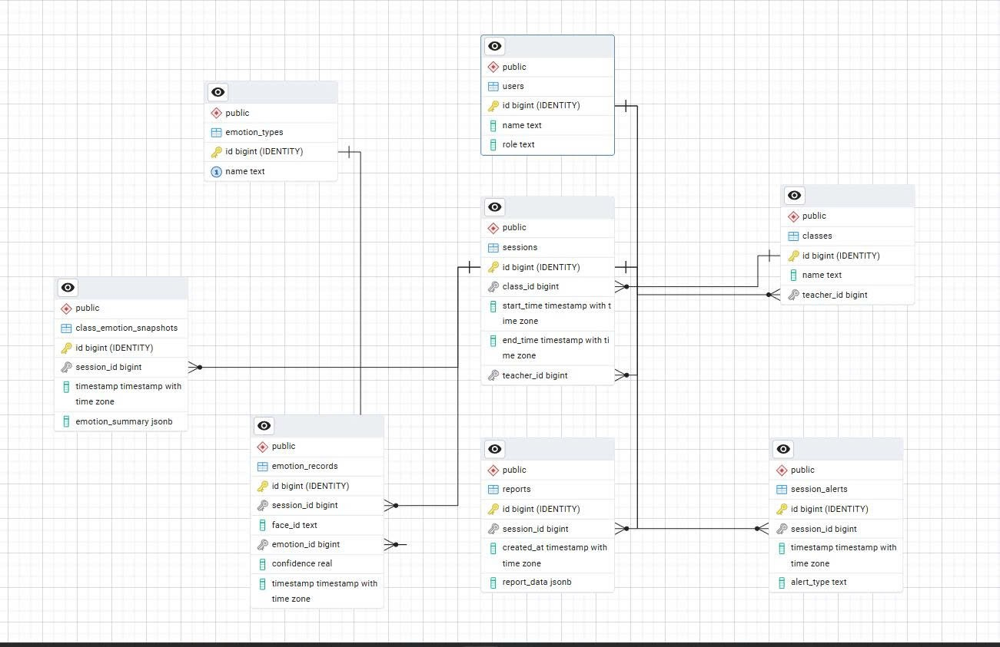 public
users
id bigint (IDENTITY)
name text
role text
public
emotion_types
id bigint (IDENTITY)
name text
public
classes
id bigint (IDENTITY)
name text
teacher_id bigint
public
sessions
id bigint (IDENTITY)
class_id bigint
start_time timestamp with t
ime zone
end_time timestamp with ti
me zone
teacher_id bigint
public
class_emotion_snapshots
id bigint (IDENTITY)
session_id bigint
timestamp timestamp with
time zone
emotion_summary jsonb
public
emotion_records
id bigint (IDENTITY)
session_id bigint
face_id text
emotion_id bigint
confidence real
timestamp timestamp with
time zone
public
reports
id bigint (IDENTITY)
session_id bigint
created_at timestamp with
time zone
report_data jsonb
public
session_alerts
id bigint (IDENTITY)
session_id bigint
timestamp timestamp with
time zone
alert_type text